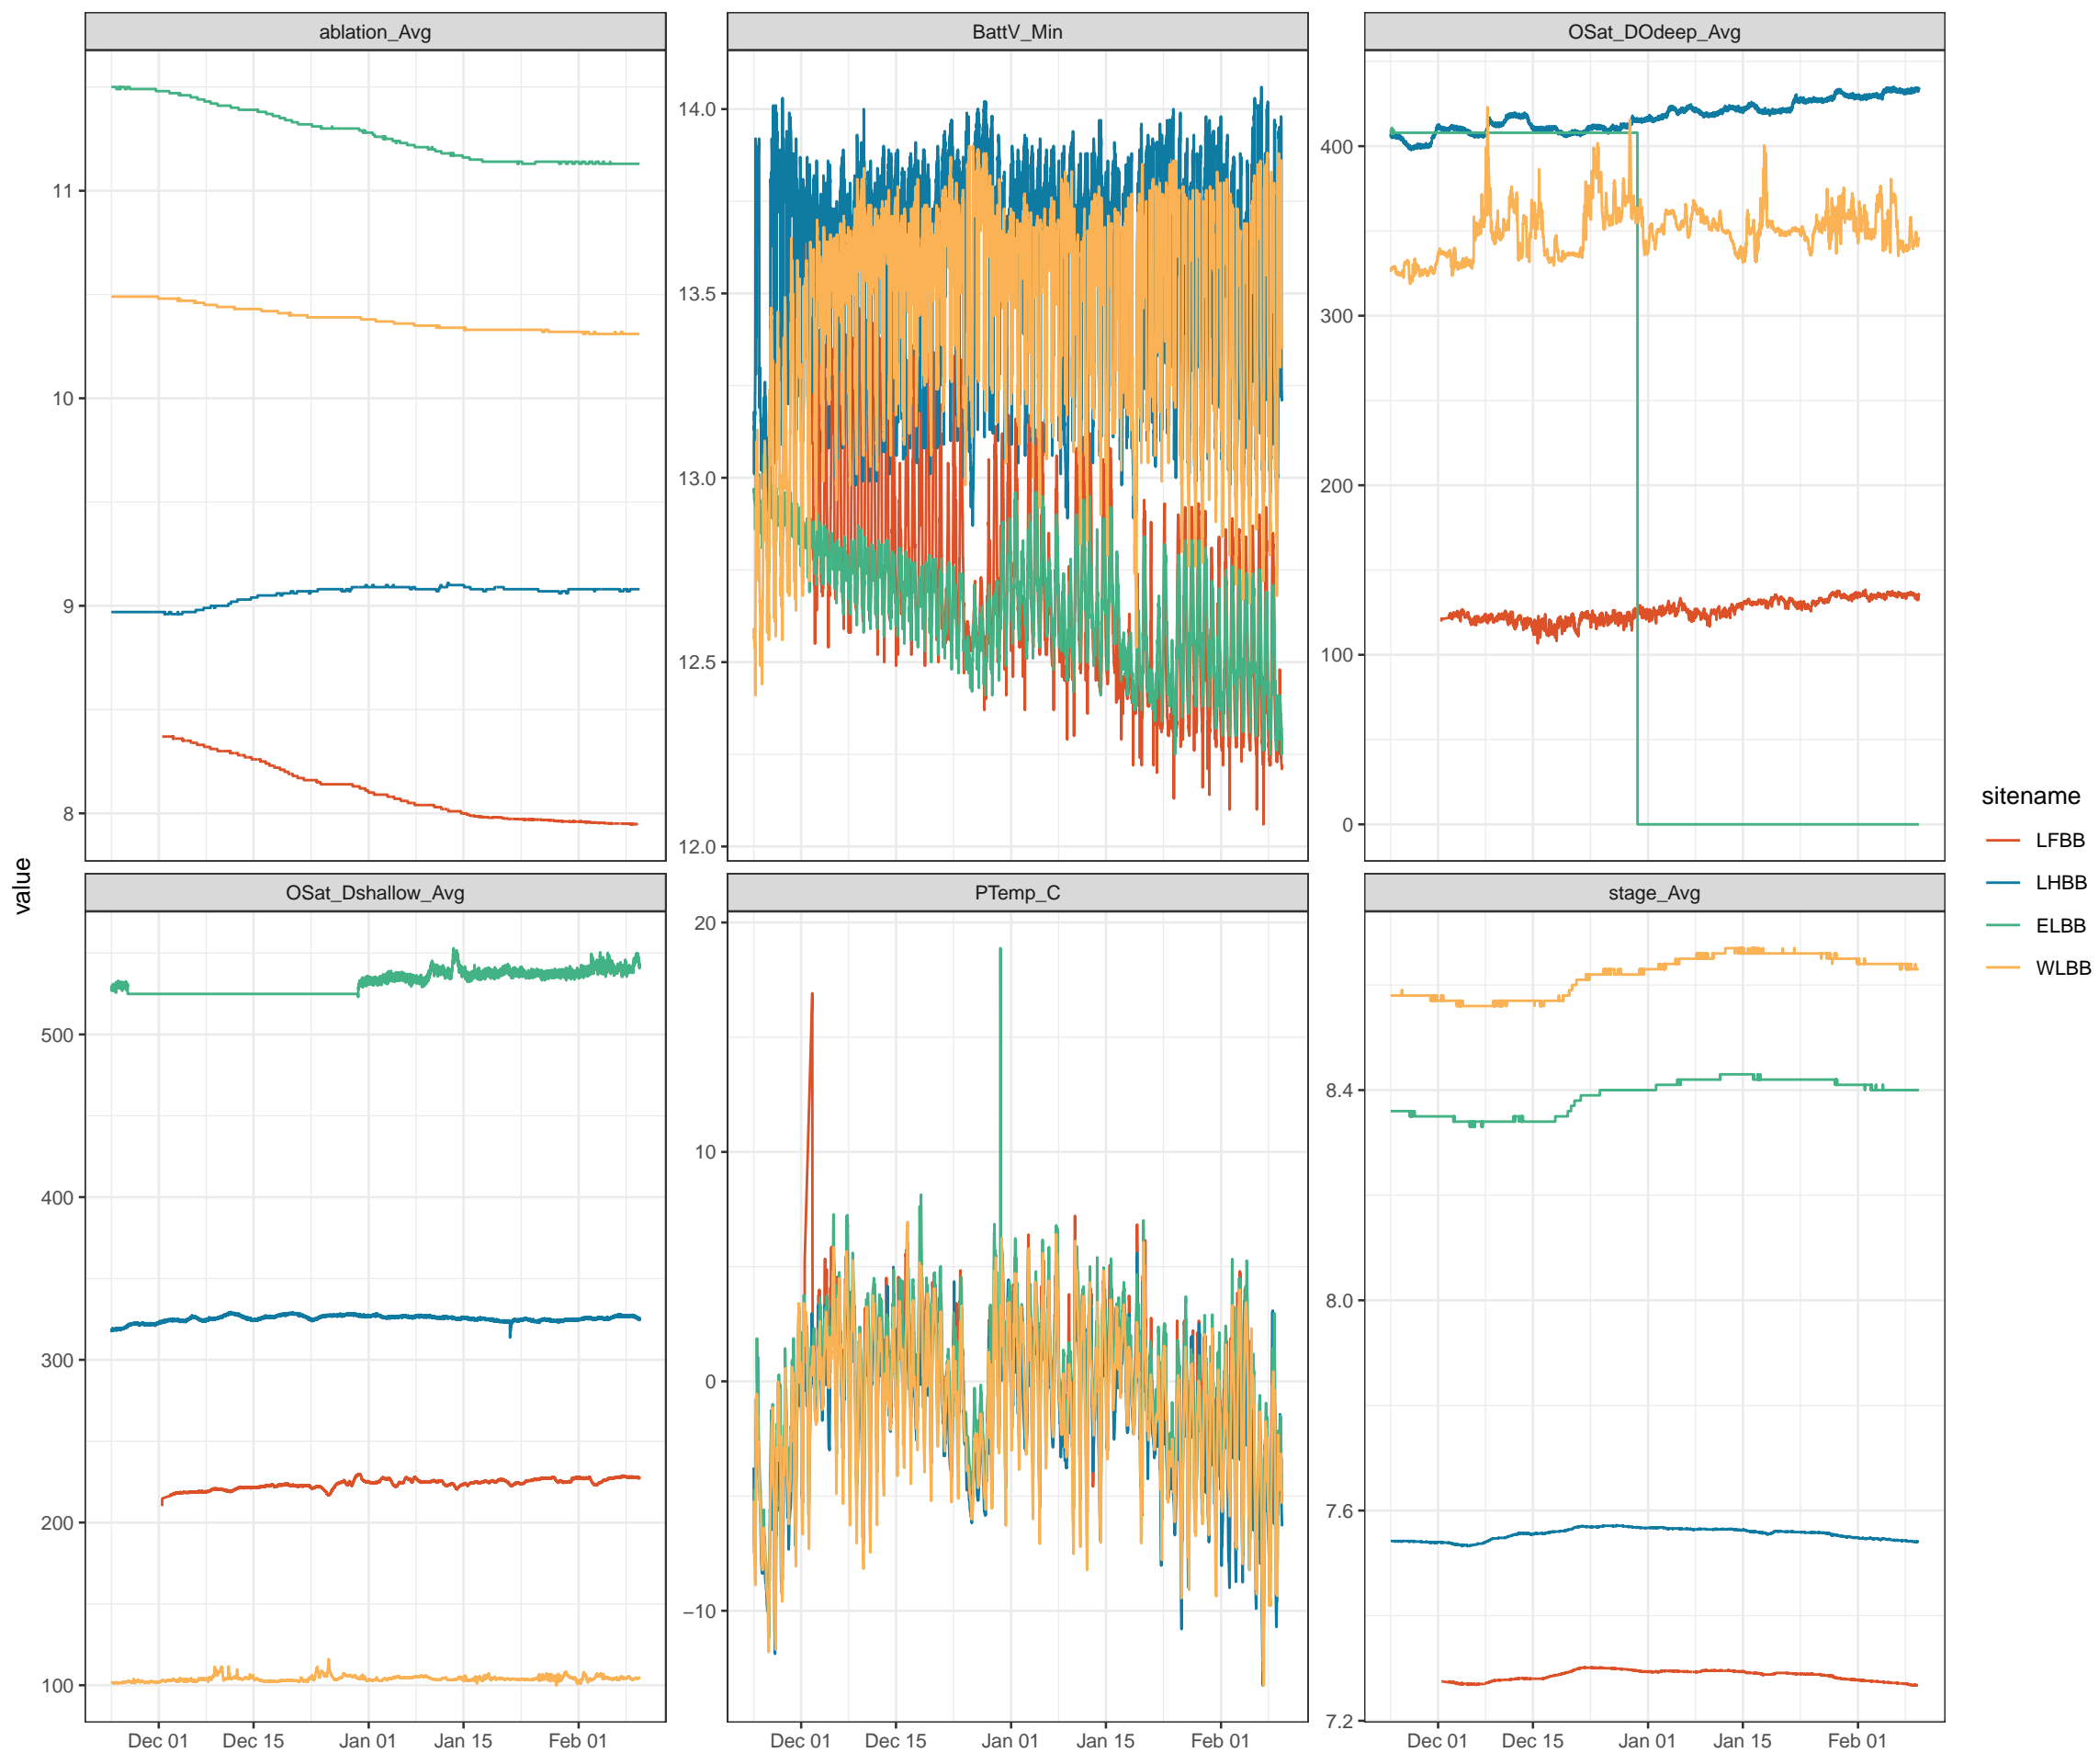 ablation_Avg
BattV_Min
OSat_DOdeep_Avg
11
10
9
8
14.0
13.5
13.0
12.5
12.0
400
300
200
100
0
value
OSat_Dshallow_Avg
PTemp_C
stage_Avg
500
400
300
200
100
20
10
0
−10
8.4
8.0
7.6
7.2
Dec 01 Dec 15 Jan 01 Jan 15 Feb 01
Dec 01 Dec 15 Jan 01 Jan 15 Feb 01
Dec 01 Dec 15 Jan 01 Jan 15 Feb 01
sitename
LFBB
LHBB
ELBB
WLBB